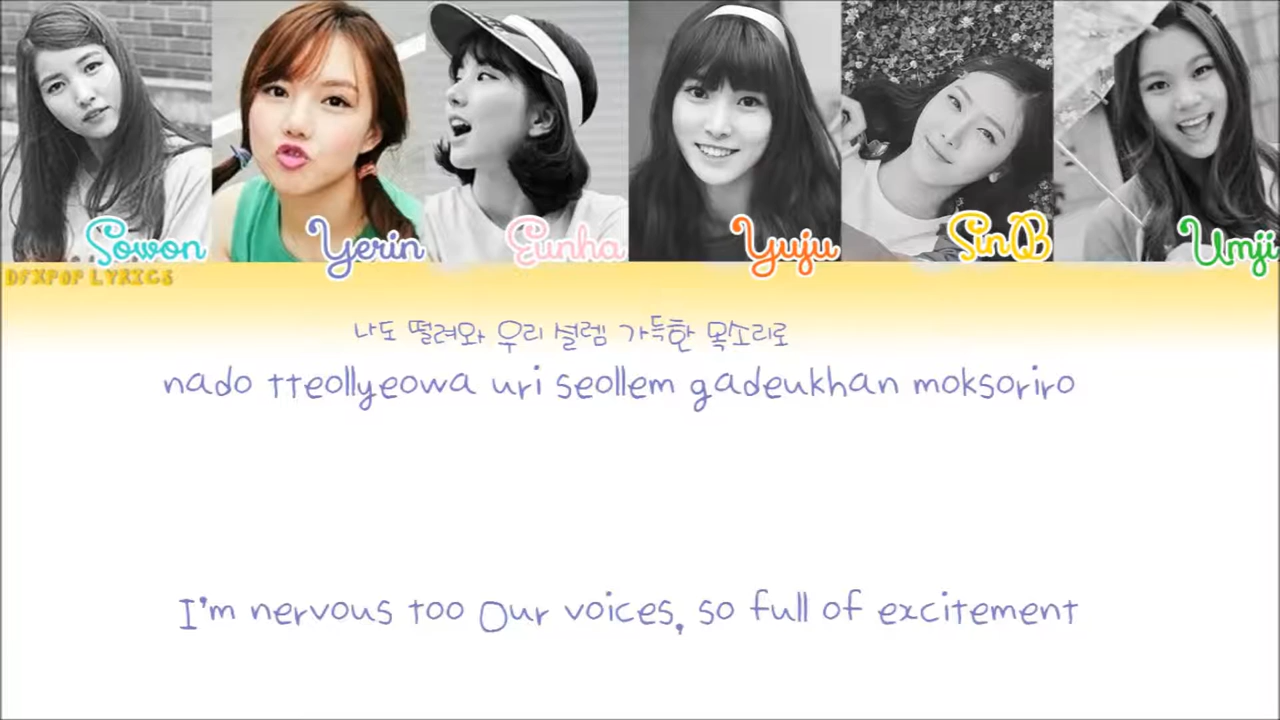 Sowon Yerin Eunha Yuju SinB Umji
DFXPOP LYRICS
나도 떨려와 우리 설렘 가득한 목소리로
nado tteollyeowa uri seollem gadeukhan moksoriro
I'm nervous too Our voices, so full of excitement